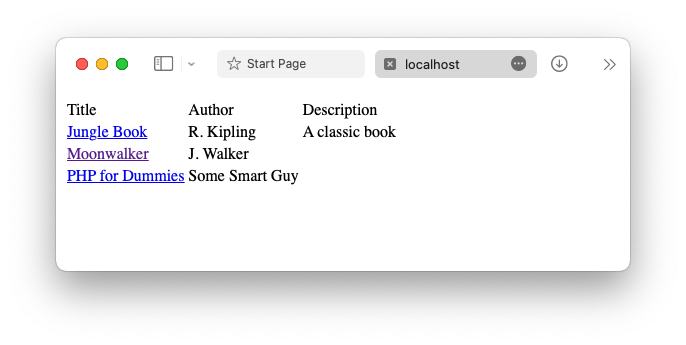 Start Page localhost
Title Author Description
Jungle Book R. Kipling A classic book
Moonwalker J. Walker
PHP for Dummies Some Smart Guy